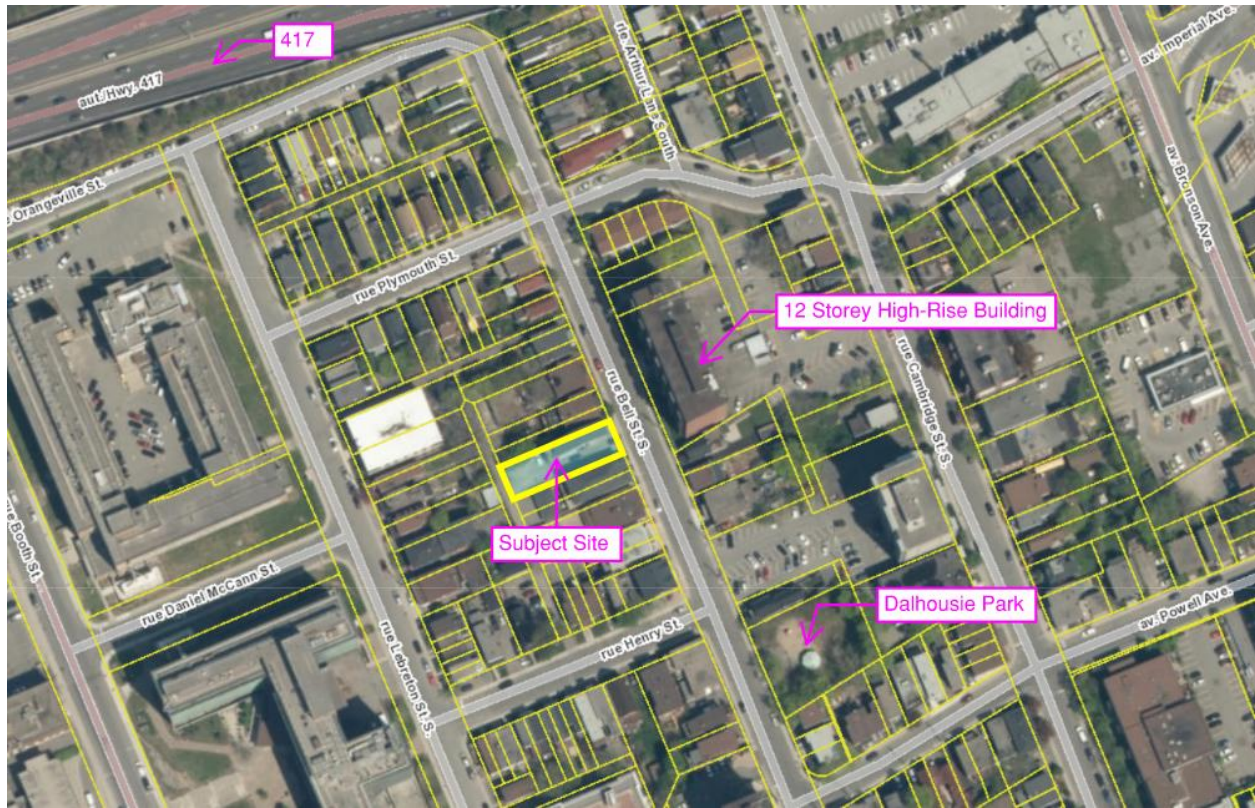 417
aut. Hwy. 417
rie. Arthur Lane South
av. Imperial Ave.
e Orangeville St.
av. Bronson Ave.
rue Plymouth St.
12 Storey High-Rise Building
rue Cambridge St. S.
rue Bell St. S.
Subject Site
rue Booth St.
rue Daniel McCann St.
Dalhousie Park
av. Powell Ave.
rue Henry St.
rue Lebreton St. S.